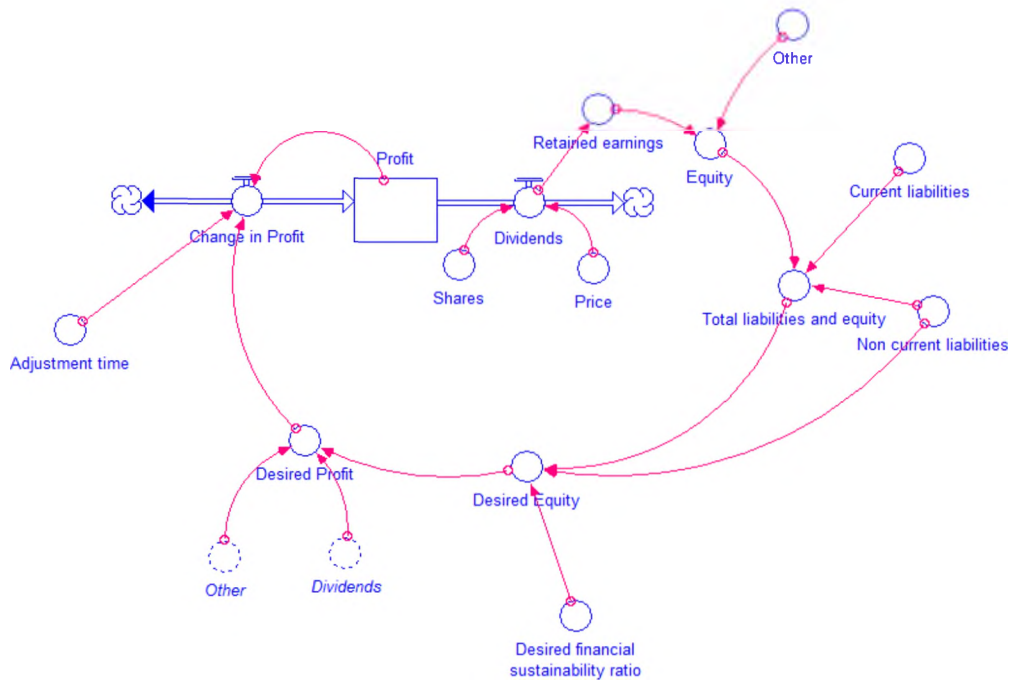 Other
Retained earnings
Profit
Equity
Current liabilities
Change in Profit
Dividends
Shares
Price
Total liabilities and equity
Non current liabilities
Adjustment time
Desired Profit
Desired Equity
Other
Dividends
Desired financial
sustainability ratio